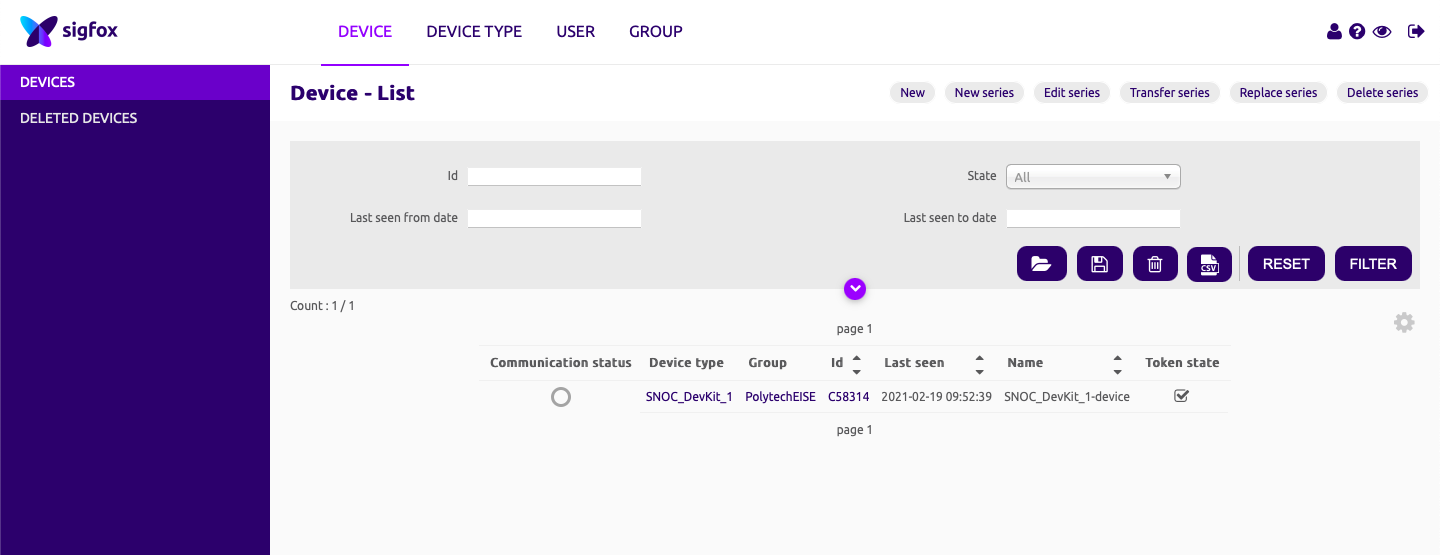 sigfox DEVICE DEVICE TYPE USER GROUP
DEVICES
DELETED DEVICES
Device - List New New series Edit series Transfer series Replace series Delete series
Id State All
Last seen from date Last seen to date
CSV RESET FILTER
Count : 1 / 1
page 1
Communication status Device type Group Id Last seen Name Token state
SNOC_DevKit_1 PolytechEISE C58314 2021-02-19 09:52:39 SNOC_DevKit_1-device
page 1